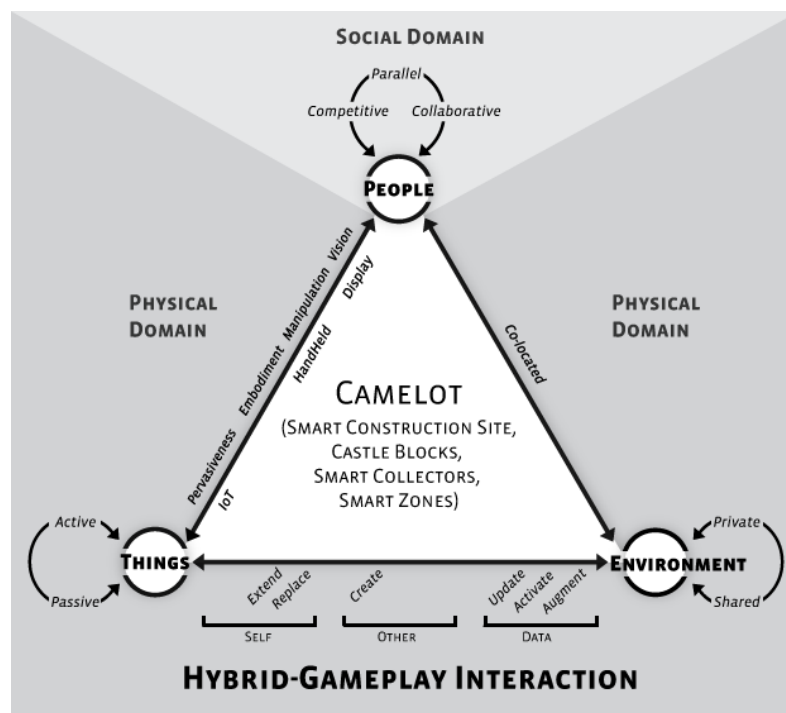 SOCIAL DOMAIN
Parallel
Competitive
Collaborative
PEOPLE
PHYSICAL
DOMAIN
PHYSICAL
DOMAIN
Pervasiveness Embodiment Manipulation Vision
IoT HandHeld Display
Co-located
CAMELOT
(SMART CONSTRUCTION SITE,
CASTLE BLOCKS,
SMART COLLECTORS,
SMART ZONES)
Active
Passive
THINGS
ENVIRONMENT
Private
Shared
Extend
Replace
Create
Update
Activate
Augment
SELF
OTHER
DATA
HYBRID-GAMEPLAY INTERACTION